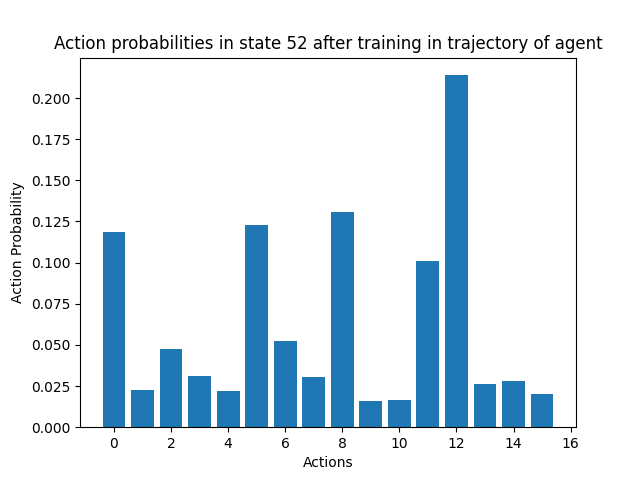 Action probabilities in state 52 after training in trajectory of agent
0.200
0.175
0.150
0.125
0.100
0.075
0.050
0.025
0.000
Action Probability
0 2 4 6 8 10 12 14 16
Actions